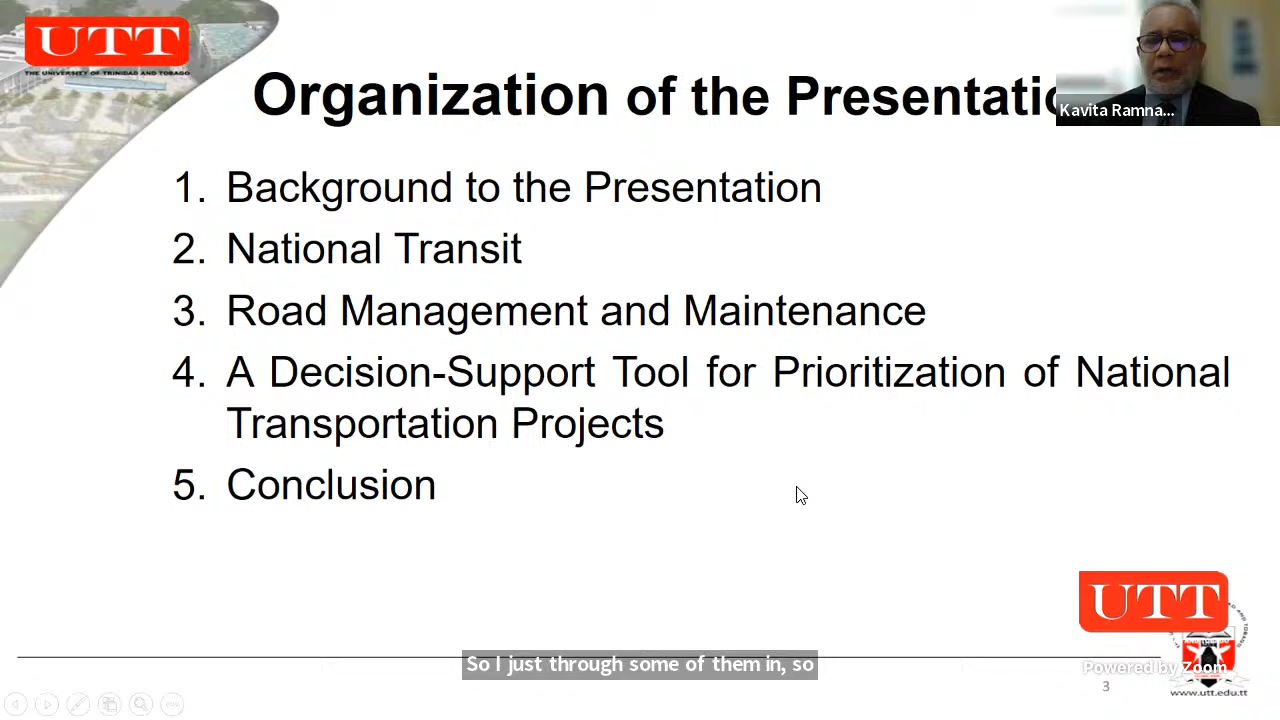 UTT
THE UNIVERSITY OF TRINIDAD AND TOBAGO
Organization of the Presentatio
Kavita Ramna...
1. Background to the Presentation
2. National Transit
3. Road Management and Maintenance
4. A Decision-Support Tool for Prioritization of National
Transportation Projects
5. Conclusion
UTT
So I just through some of them in, so
Powered by Zoom
3
www.utt.edu.tt